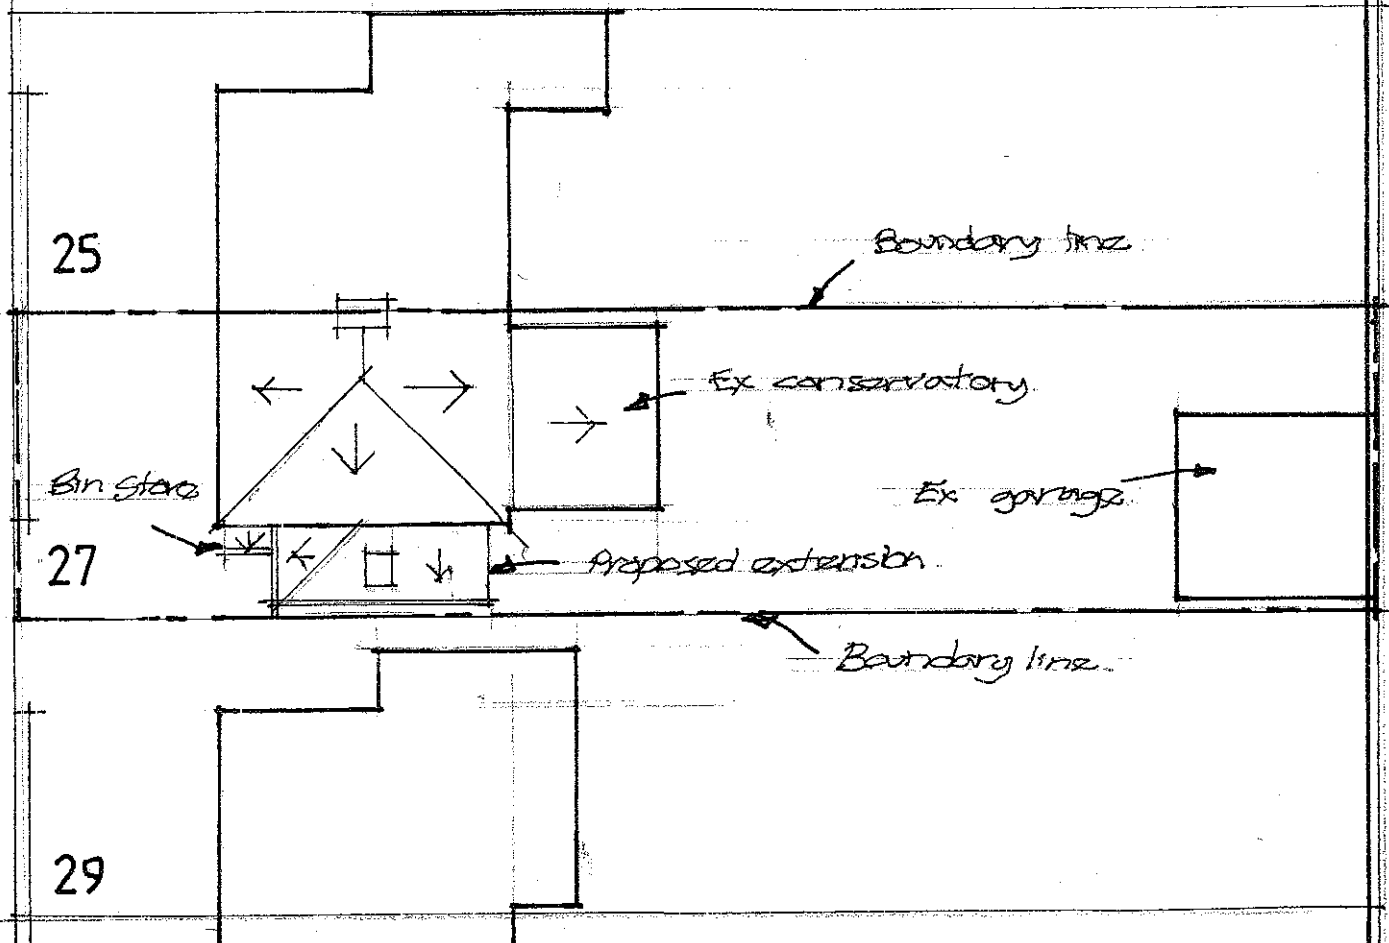 25
Boundary line
Ex conservatory
Bin Store
Ex garage
27
Proposed extension
Boundary line
29